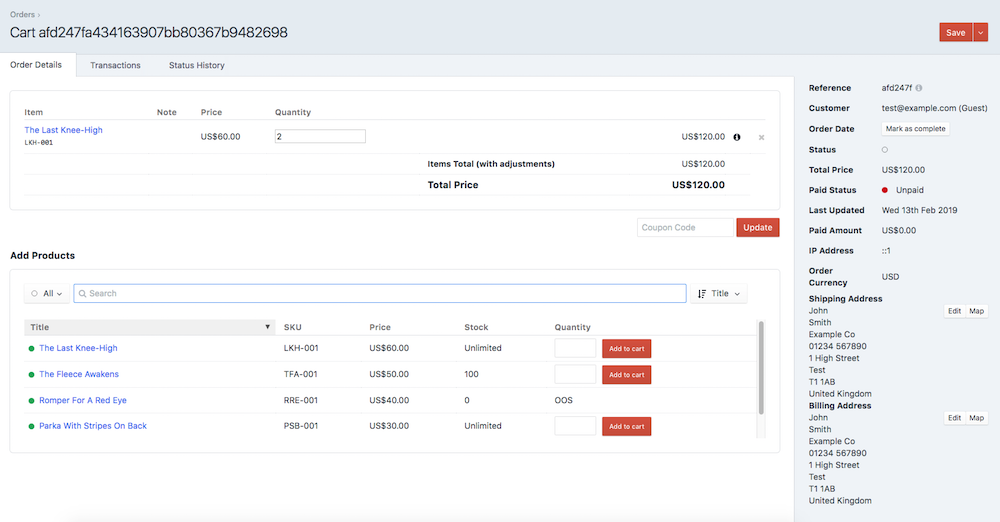 Orders ›
Cart afd247fa434163907bb80367b9482698
Save
Order Details Transactions Status History
Item Note Price Quantity
The Last Knee-High
LKH-001
US$60.00 2 US$120.00
Items Total (with adjustments) US$120.00
Total Price US$120.00
Coupon Code Update
Add Products
All Search Title
Title SKU Price Stock Quantity
The Last Knee-High LKH-001 US$60.00 Unlimited Add to cart
The Fleece Awakens TFA-001 US$50.00 100 Add to cart
Romper For A Red Eye RRE-001 US$40.00 0 OOS
Parka With Stripes On Back PSB-001 US$30.00 Unlimited Add to cart
Reference afd247f
Customer test@example.com (Guest)
Order Date Mark as complete
Status
Total Price US$120.00
Paid Status Unpaid
Last Updated Wed 13th Feb 2019
Paid Amount US$0.00
IP Address ::1
Order
Currency
USD
Shipping Address
John Edit Map
Smith
Example Co
01234 567890
1 High Street
Test
T1 1AB
United Kingdom
Billing Address
John Edit Map
Smith
Example Co
01234 567890
1 High Street
Test
T1 1AB
United Kingdom